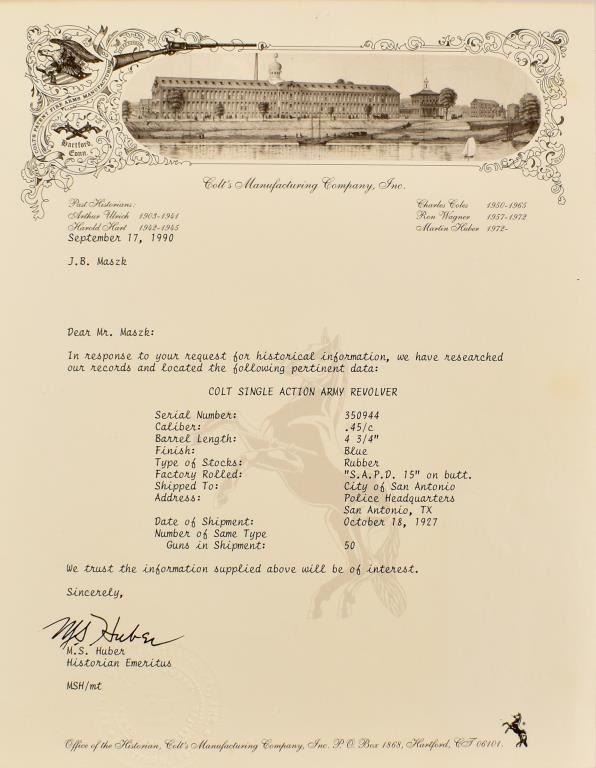 COLT'S PATENT FIRE ARMS MANUFACTURING
Hartford,
Conn.
Colt's Manufacturing Company, Inc.
Past Historians:
Arthur Ulrich 1903-1941
Harold Hart 1942-1945
Charles Coles 1950-1965
Ron Wagner 1957-1972
Martin Huber 1972-
September 17, 1990
J.B. Maszk
Dear Mr. Maszk:
In response to your request for historical information, we have researched
our records and located the following pertinent data:
COLT SINGLE ACTION ARMY REVOLVER
Serial Number: 350944
Caliber: .45/c
Barrel Length: 4 3/4"
Finish: Blue
Type of Stocks: Rubber
Factory Rolled: "S.A.P.D. 15" on butt.
Shipped To: City of San Antonio
Address: Police Headquarters
San Antonio, TX
Date of Shipment: October 18, 1927
Number of Same Type
Guns in Shipment: 50
We trust the information supplied above will be of interest.
Sincerely,
MS Huber
M.S. Huber
Historian Emeritus
MSH/mt
Office of the Historian, Colt's Manufacturing Company, Inc. P.O. Box 1868, Hartford, CT 06101.